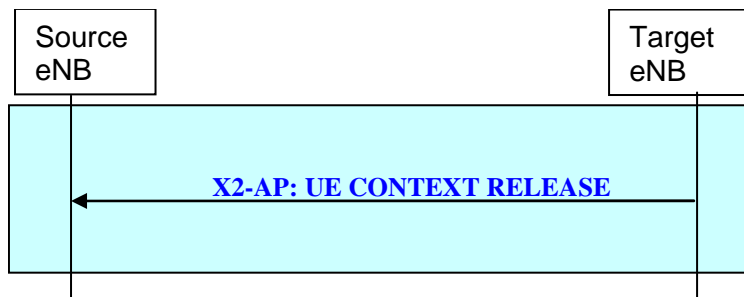 Source
eNB
Target
eNB
X2-AP: UE CONTEXT RELEASE